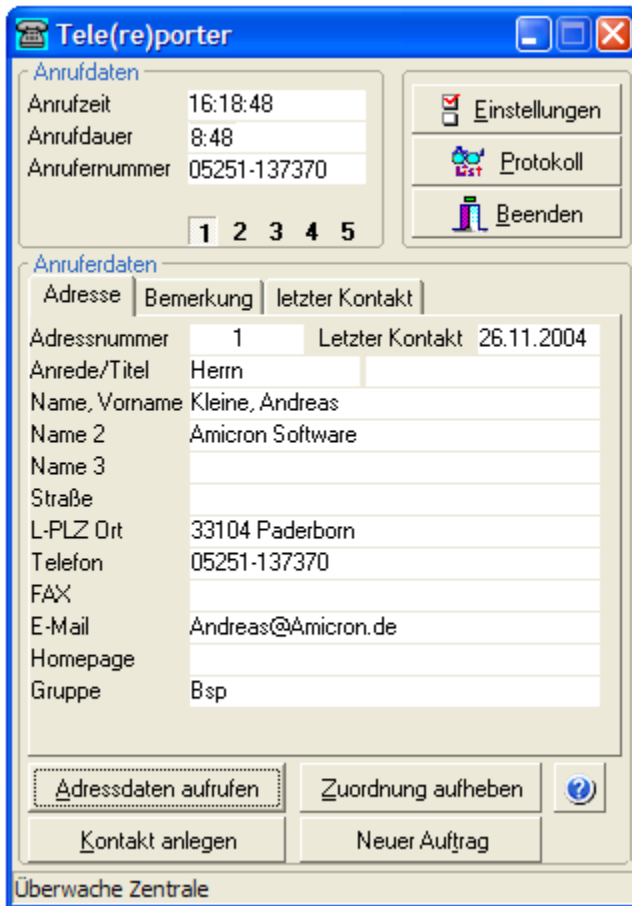 Tele(re)porter
Anrufdaten
Anrufzeit 16:18:48
Anrufdauer 8:48
Anrufernummer 05251-137370
1 2 3 4 5
Einstellungen
List Protokoll
Beenden
Anruferdaten
Adresse Bemerkung letzter Kontakt
Adressnummer 1 Letzter Kontakt 26.11.2004
Anrede/Titel Herrn
Name, Vorname Kleine, Andreas
Name 2 Amicron Software
Name 3
Straße
L-PLZ Ort 33104 Paderborn
Telefon 05251-137370
FAX
E-Mail Andreas@Amicron.de
Homepage
Gruppe Bsp
Adressdaten aufrufen Zuordnung aufheben ?
Kontakt anlegen Neuer Auftrag
Überwache Zentrale